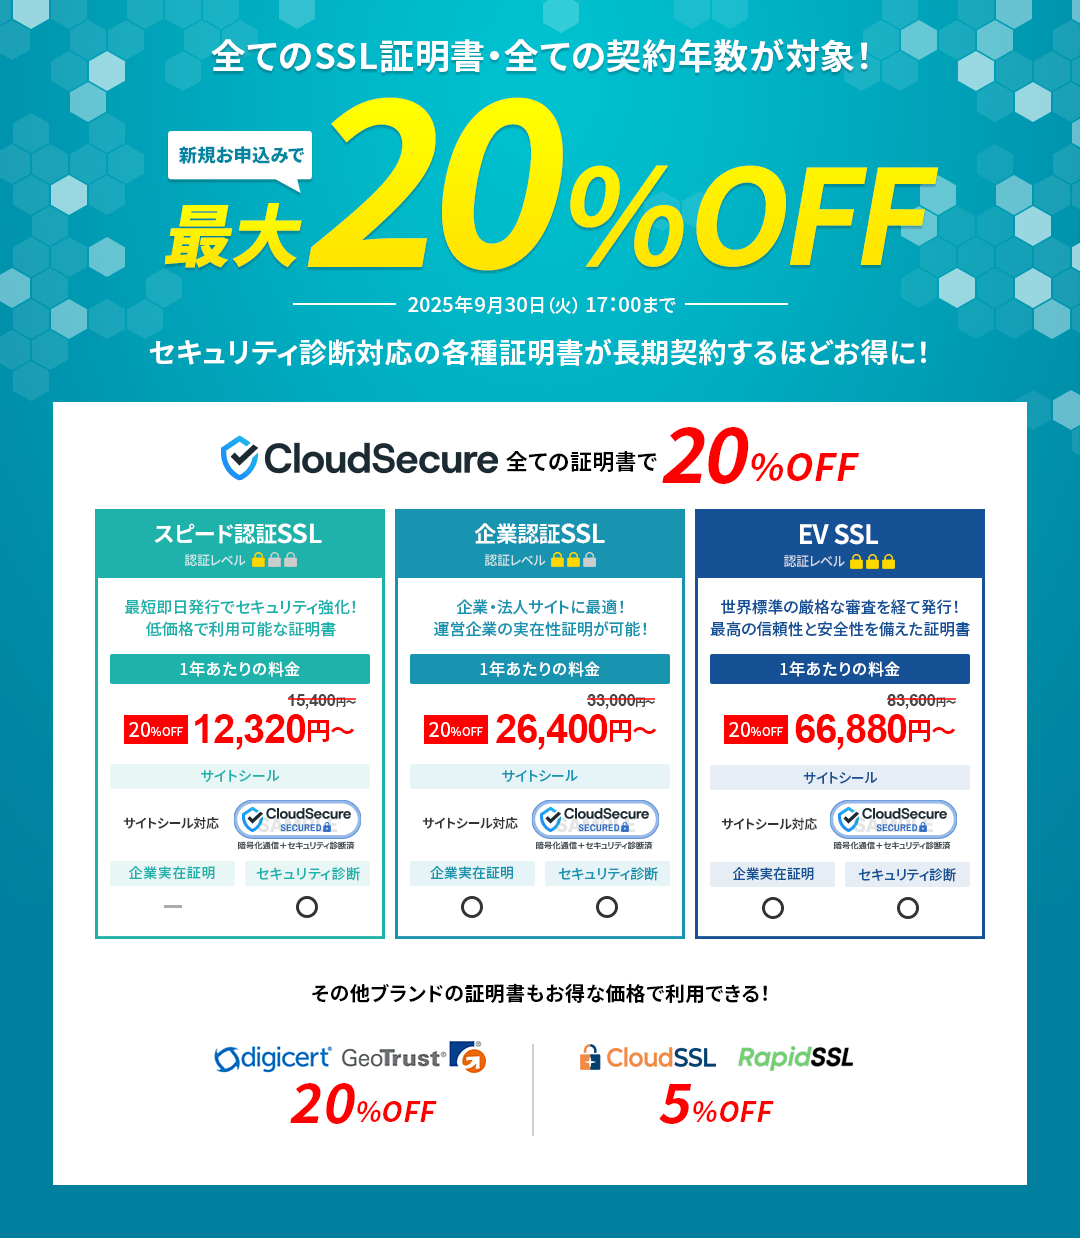 全てのSSL証明書・全ての契約年数が対象！
新規お申込みで
最大20%OFF
2025年9月30日（火）17：00まで
セキュリティ診断対応の各種証明書が長期契約するほどお得に！
CloudSecure 全ての証明書で 20%OFF
スピード認証SSL
認証レベル
最短即日発行でセキュリティ強化！
低価格で利用可能な証明書
1年あたりの料金
15,400円〜
20%OFF 12,320円〜
サイトシール
サイトシール対応
CloudSecure
SECURED
暗号化通信＋セキュリティ診断済
企業実在証明 セキュリティ診断
ー ○
企業認証SSL
認証レベル
企業・法人サイトに最適！
運営企業の実在性証明が可能！
1年あたりの料金
33,000円〜
20%OFF 26,400円〜
サイトシール
サイトシール対応
CloudSecure
SECURED
暗号化通信＋セキュリティ診断済
企業実在証明 セキュリティ診断
○ ○
EV SSL
認証レベル
世界標準の厳格な審査を経て発行！
最高の信頼性と安全性を備えた証明書
1年あたりの料金
83,600円〜
20%OFF 66,880円〜
サイトシール
サイトシール対応
CloudSecure
SECURED
暗号化通信＋セキュリティ診断済
企業実在証明 セキュリティ診断
○ ○
その他ブランドの証明書もお得な価格で利用できる！
digicert® GeoTrust®
20%OFF
CloudSSL RapidSSL
5%OFF